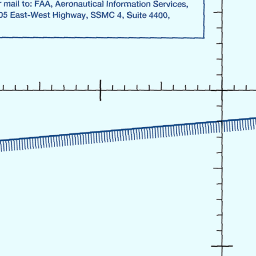 mail to: FAA, Aeronautical Information Services,
05 East-West Highway, SSMC 4, Suite 4400,